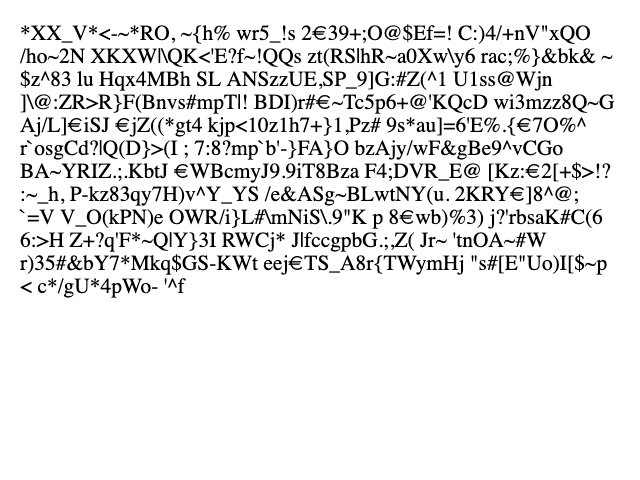 *XX_V*<-~*RO, ~{h% wr5_!s 2€39+;O@$Ef=! C:)4/+nV"xQO
/ho~2N XKXW|\QK<'E?f~!QQs zt(RS|hR~a0Xw\y6 rac;%}&bk& ~
$z^83 lu Hqx4MBh SL ANSzzUE,SP_9]G:#Z(^1 U1ss@Wjn
]\@:ZR>R}F(Bnvs#mpT|! BDI)r#€~Tc5p6+@'KQcD wi3mzz8Q~G
Aj/L]€iSJ €jZ((*gt4 kjp<10z1h7+}1,Pz# 9s*au]=6'E%.{€7O%^
r`osgCd?lQ(D}>(I ; 7:8?mp`b'-}FA}O bzAjy/wF&gBe9^vCGo
BA~YRIZ.;.KbtJ €WBcmyJ9.9iT8Bza F4;DVR_E@ [Kz:€2[+$>!?
:~_h, P-kz83qy7H)v^Y_YS /e&ASg~BLwtNY(u. 2KRY€]8^@;
`=V V_O(kPN)e OWR/i}L#\mNiS\.9"K p 8€wb)%3) j?'rbsaK#C(6
6:>H Z+?q'F*~Q|Y}3I RWCj* J|fccgpbG.;,Z( Jr~ 'tnOA~#W
r)35#&bY7*Mkq$GS-KWt eej€TS_A8r{TWymHj "s#[E"Uo)I[$~p
< c*/gU*4pWo- '^f